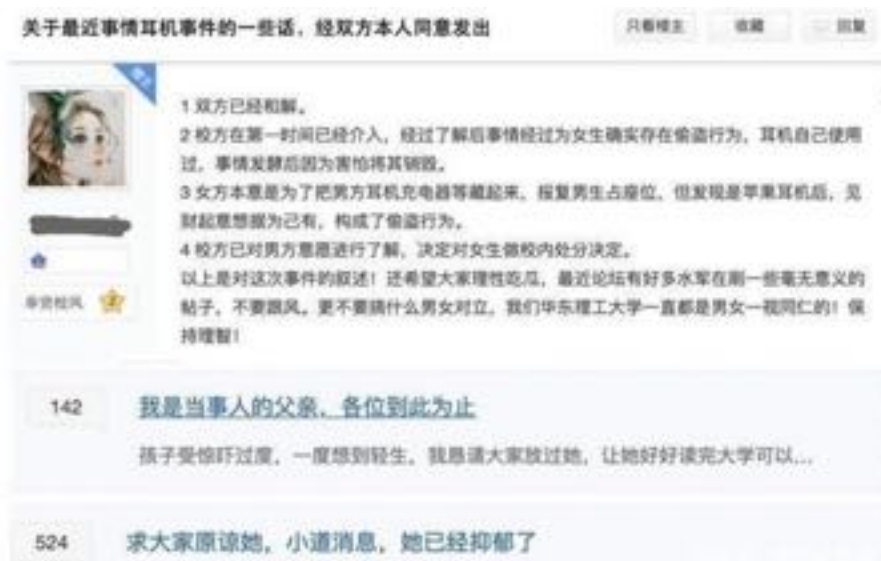 关于最近事情耳机事件的一些话，经双方本人同意发出
只看楼主 收藏 回复
楼主
1 双方已经和解。
2 校方在第一时间已经介入，经过了解后事情经过为女生确实存在偷盗行为，耳机自己使用
过，事情发酵后因为害怕将其销毁。
3 女方本意是为了把男方耳机充电器等藏起来，报复男生占座位，但发现是苹果耳机后，见
财起意想据为己有，构成了偷盗行为。
4 校方已对男方意愿进行了解，决定对女生做校内处分决定。
以上是对这次事件的叙述！还希望大家理性吃瓜，最近论坛有好多水军在刷一些毫无意义的
帖子，不要跟风。更不要搞什么男女对立，我们华东理工大学一直都是男女一视同仁的！保
持理智！
奉贤校风
142 我是当事人的父亲、各位到此为止
孩子受惊吓过度，一度想到轻生，我恳请大家放过她，让她好好读完大学可以...
524 求大家原谅她，小道消息，她已经抑郁了